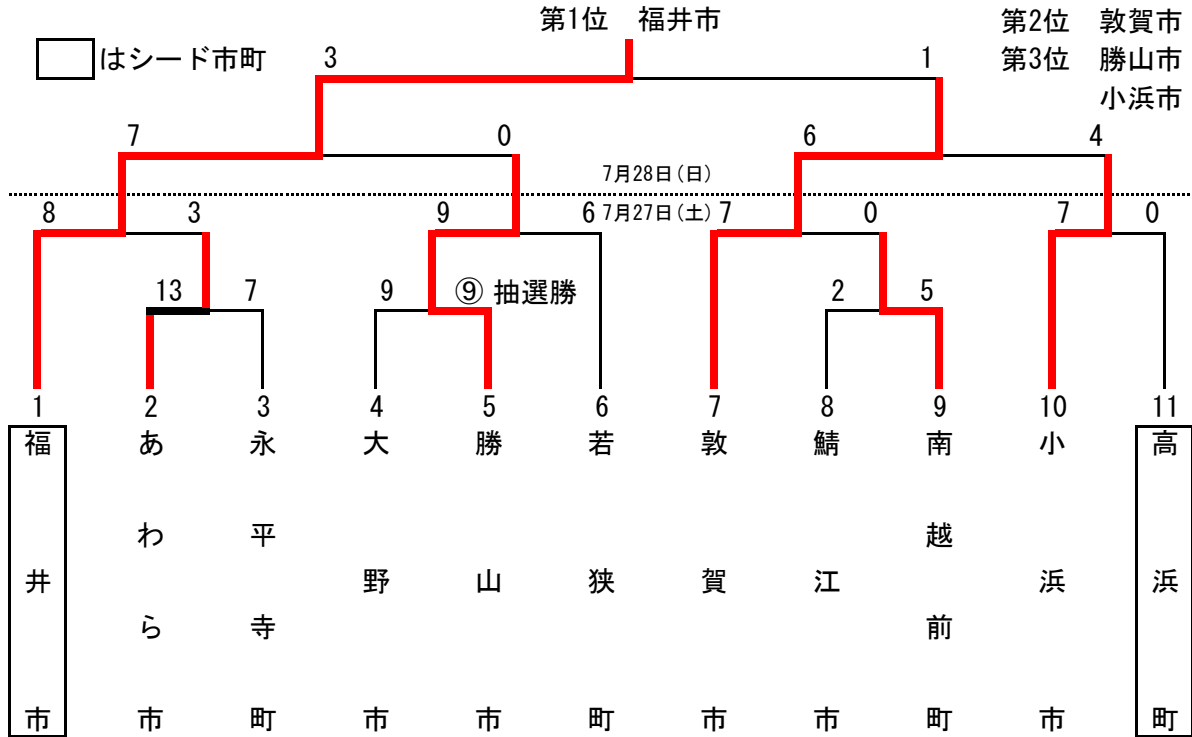 第1位 福井市
第2位 敦賀市
はシード市町
3
1
第3位 勝山市
小浜市
7
0
6
4
7月28日(日)
8
3
9
6
7月27日(土)
7
0
7
0
13
7
9
⑨ 抽選勝
2
5
1
2
3
4
5
6
7
8
9
10
11
福井市
あわら市
永平寺町
大野市
勝山市
若狭町
敦賀市
鯖江市
南越前町
小浜市
高浜町